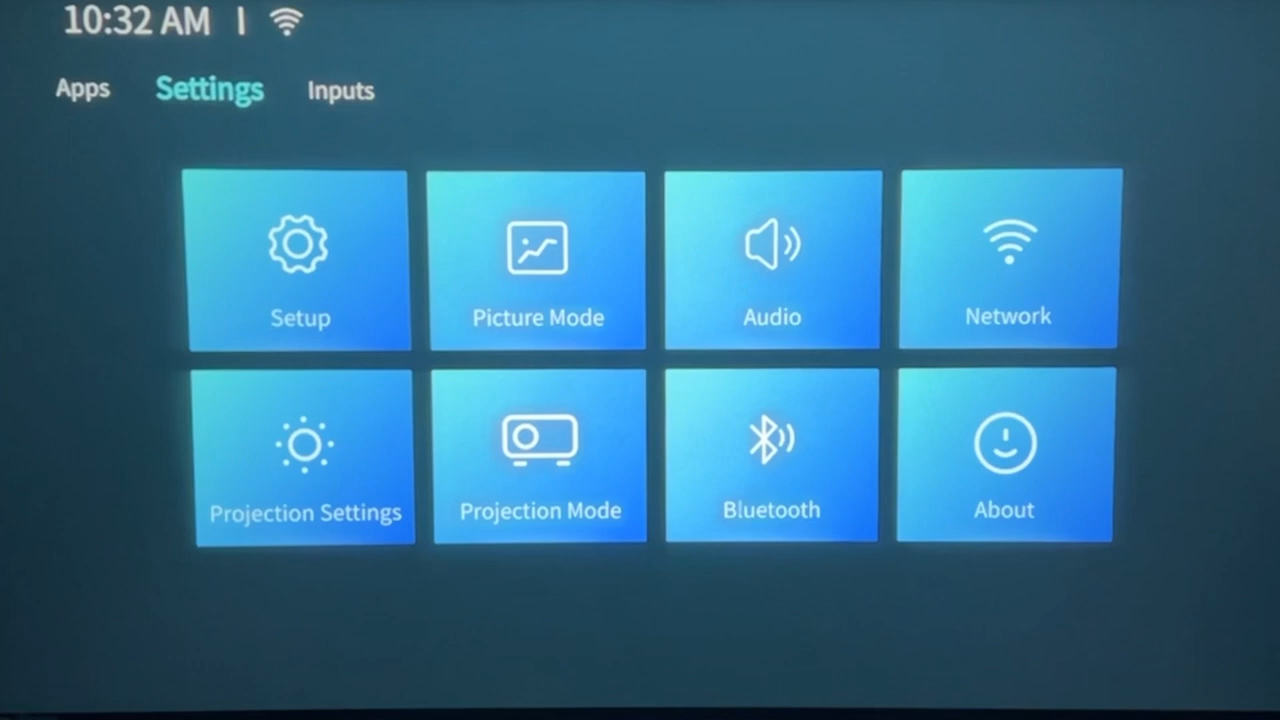 10:32 AM |
Apps Settings Inputs
Setup Picture Mode Audio Network
Projection Settings Projection Mode Bluetooth About